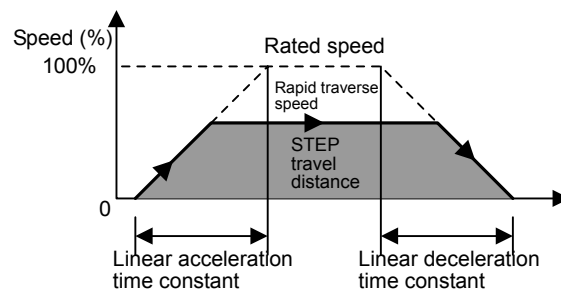 Speed (%)
Rated speed
100%
Rapid traverse
speed
STEP
travel
distance
0
Linear acceleration
time constant
Linear deceleration
time constant